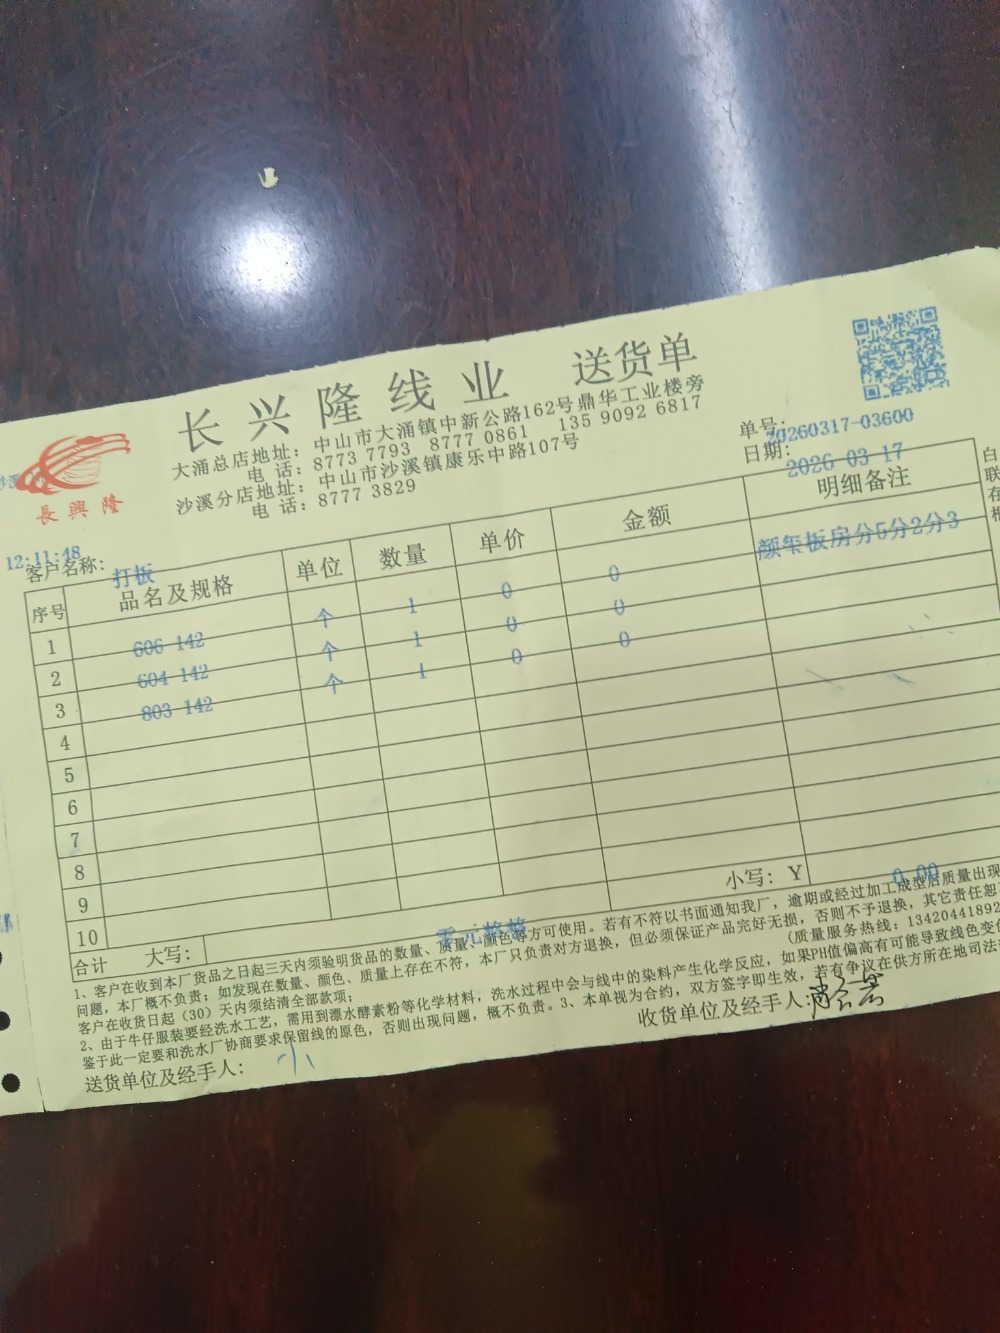 长兴隆线业 送货单
大涌总店地址：中山市大涌镇中新公路162号鼎华工业楼旁
电话：8773 7793 8777 0861 135 9092 6817
沙溪分店地址：中山市沙溪镇康乐中路107号
电话：8777 3829
長興隆
单号：20260317-03600
日期：2026-03-17
12:11:48
客户名称：打板
序号 品名及规格 单位 数量 单价 金额 明细备注
1 606 142 个 1 0 0 颜玺板房分5分2分3
2 604 142 个 1 0 0
3 803 142 个 1 0 0
4
5
6
7
8
9
10
合计 大写：零元整 小写：Y 0.00
1、客户在收到本厂货品之日起三天内须验明货品的数量、质量、颜色等方可使用。若有不符以书面通知我厂，逾期或经过加工成型后质量出现
问题，本厂概不负责；如发现在数量、颜色、质量上存在不符，本厂只负责对方退换，但必须保证产品完好无损，否则不予退换，其它责任恕
客户在收货日起（30）天内须结清全部款项； （质量服务热线：1342044189
2、由于牛仔服装要经洗水工艺，需用到漂水酵素粉等化学材料，洗水过程中会与线中的染料产生化学反应，如果PH值偏高有可能导致线色变
鉴于此一定要和洗水厂协商要求保留线的原色，否则出现问题，概不负责。3、本单视为合约，双方签字即生效，若有争议在供方所在地司法
送货单位及经手人： 小
收货单位及经手人：
白
联
存
根